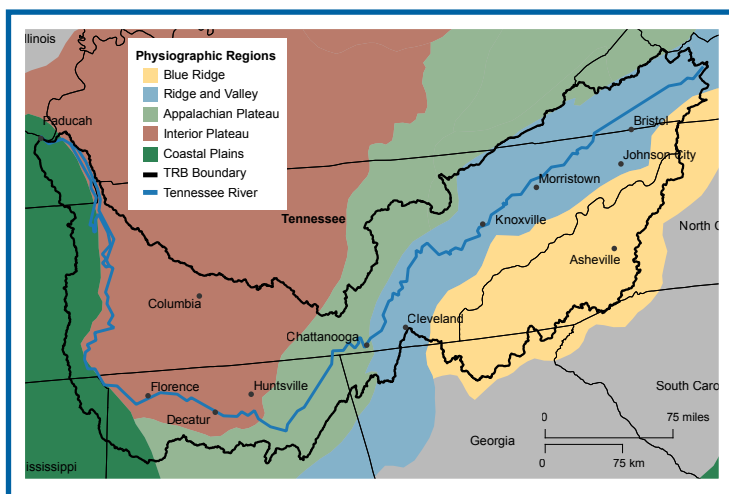 llinois
Physiographic Regions
Blue Ridge
Ridge and Valley
Appalachian Plateau
Interior Plateau
Coastal Plains
TRB Boundary
Tennessee River
Paducah
Bristol
Johnson City
Morristown
Tennessee
Knoxville
North C
Asheville
Columbia
Cleveland
Chattanooga
Florence
Huntsville
Decatur
South Caro
Georgia
0 75 miles
0 75 km
ississippi